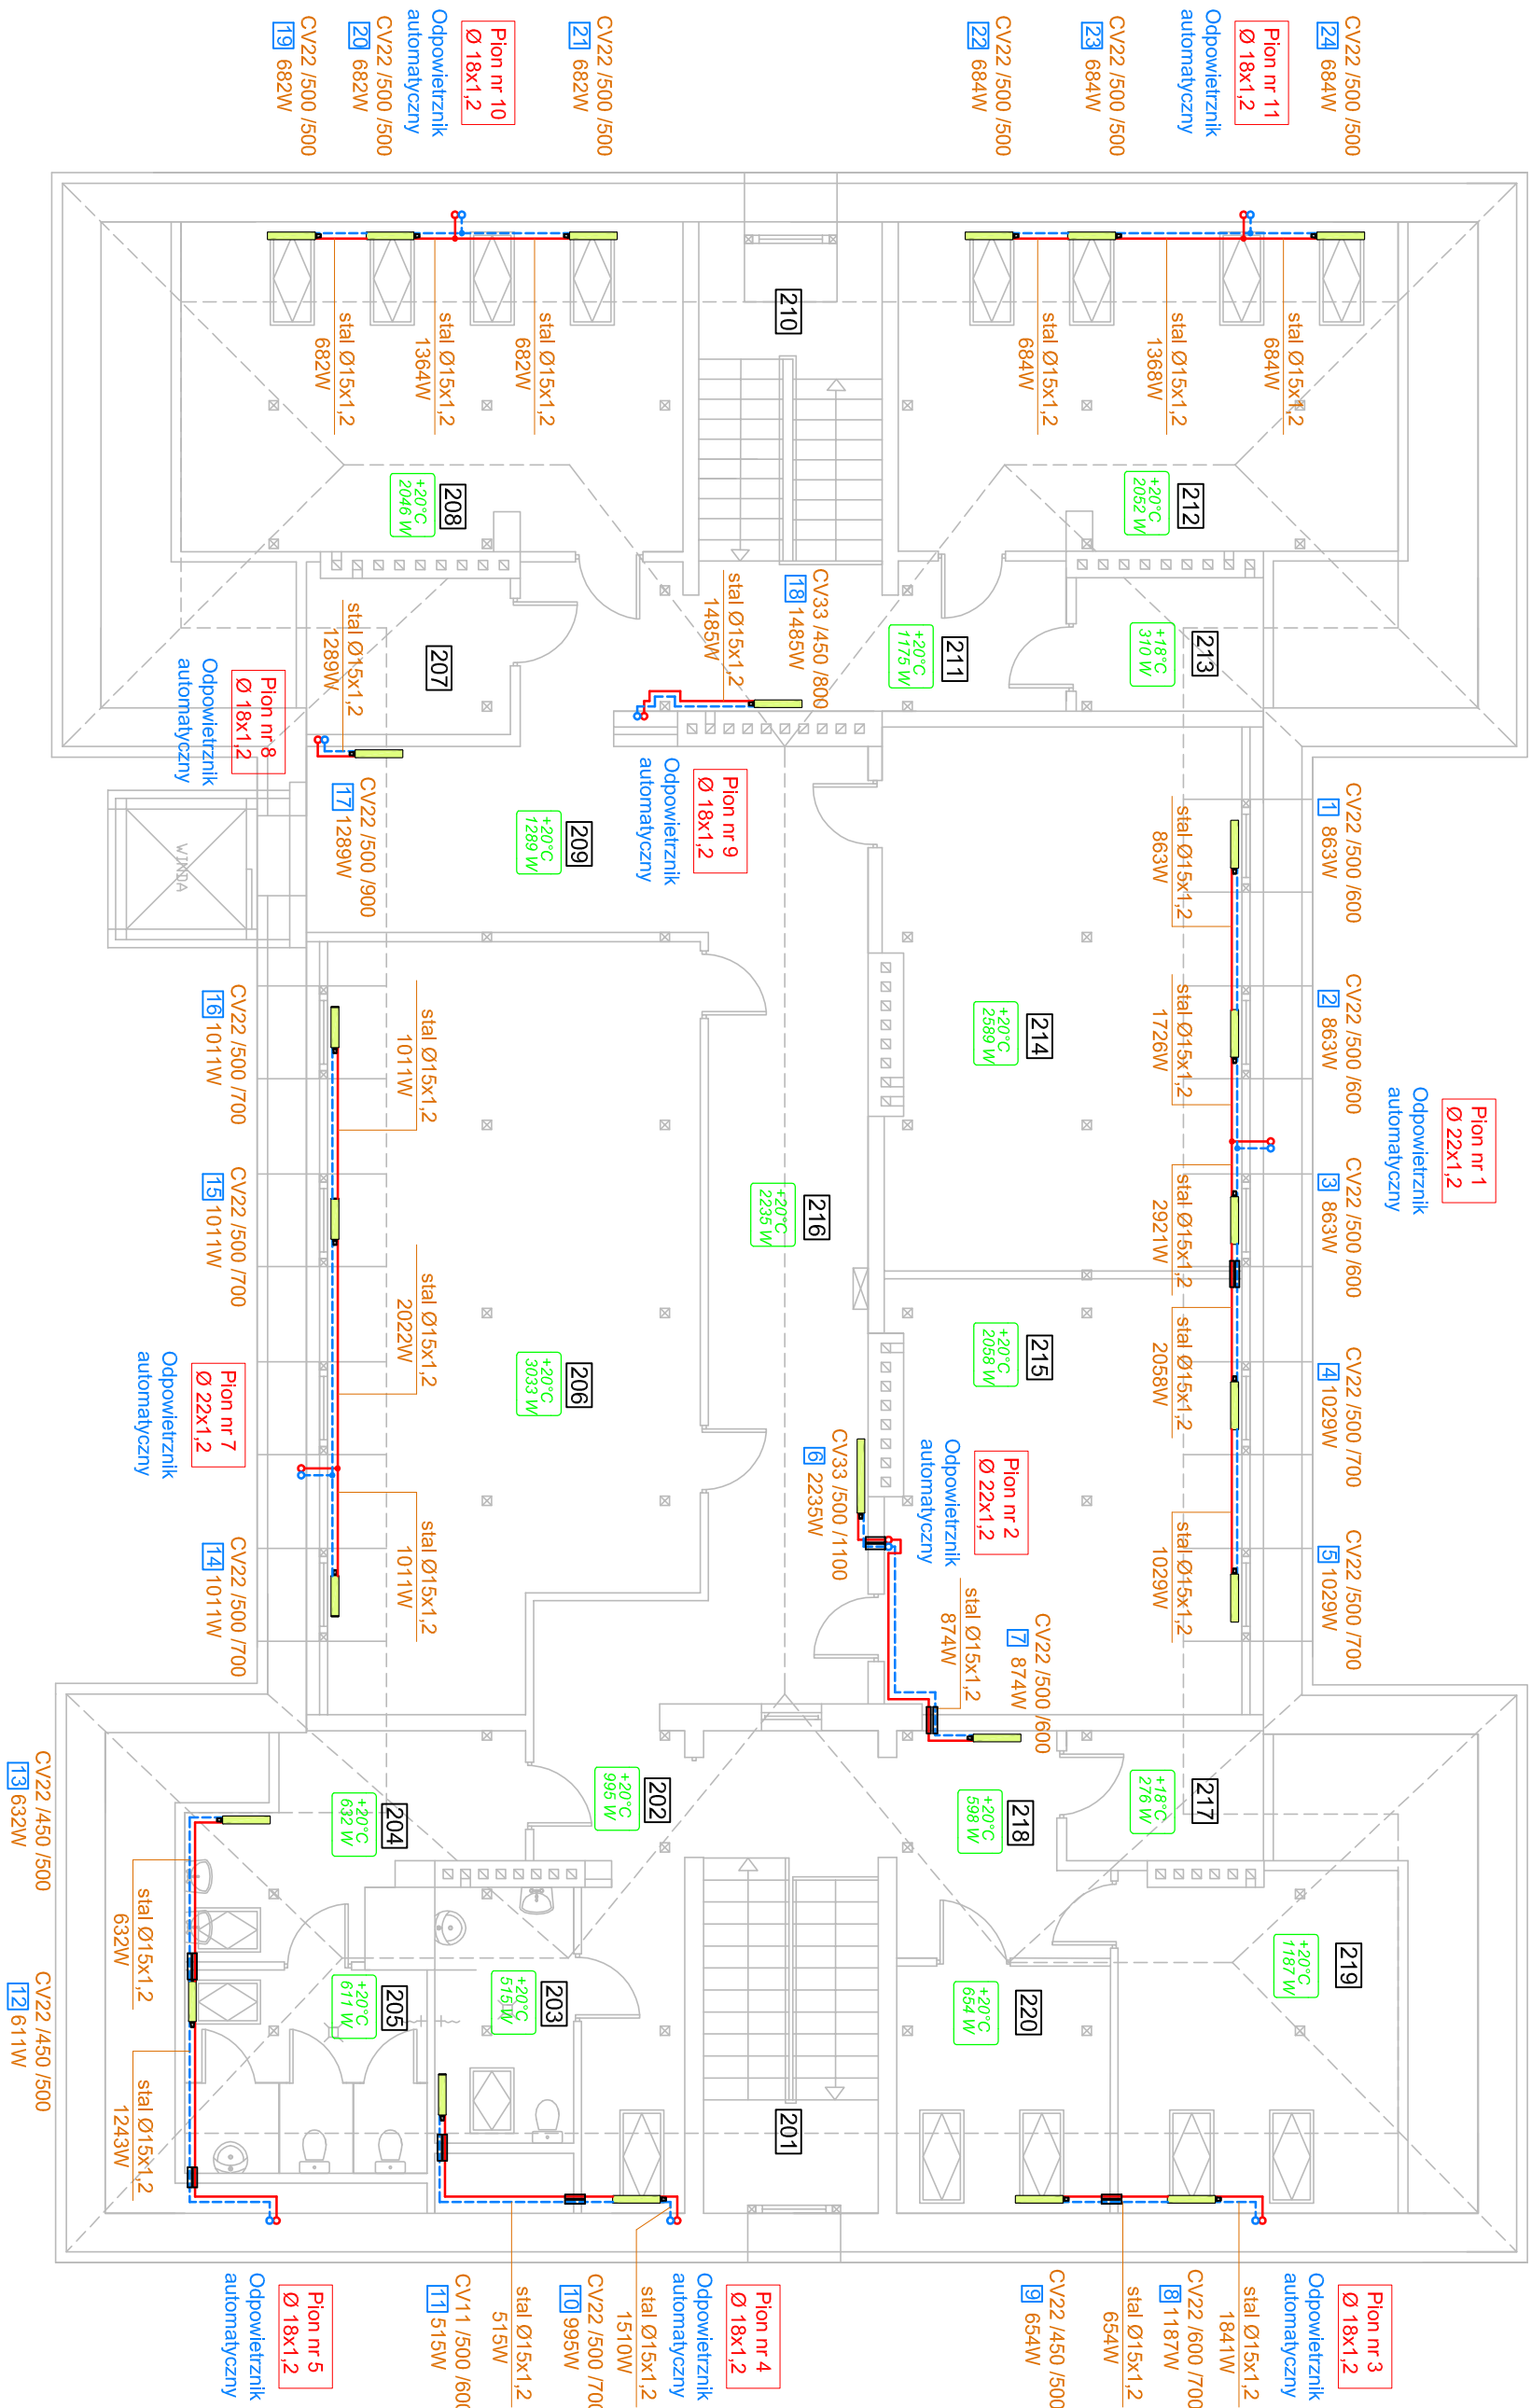 CV22 /500 /500
19 682W
CV22 /500 /500
20 682W
Odpowietrznik
automatyczny
Pion nr 10
Ø 18x1,2
CV22 /500 /500
21 682W
CV22 /500 /500
22 684W
CV22 /500 /500
23 684W
Odpowietrznik
automatyczny
Pion nr 11
Ø 18x1,2
CV22 /500 /500
24 684W
stal Ø15x1,2
682W
stal Ø15x1,2
1364W
stal Ø15x1,2
682W
210
stal Ø15x1,2
684W
stal Ø15x1,2
1368W
stal Ø15x1,2
684W
208
+20°C
2046 W
212
+20°C
2052 W
stal Ø15x1,2
1289W
207
stal Ø15x1,2
1485W
CV33 /450 /800
18 1485W
211
+20°C
1175 W
213
+18°C
310 W
Pion nr 8
Ø 18x1,2
Odpowietrznik
automatyczny
CV22 /500 /900
17 1289W
WINDA
209
+20°C
1289 W
Pion nr 9
Ø 18x1,2
Odpowietrznik
automatyczny
stal Ø15x1,2
863W
CV22 /500 /600
1 863W
CV22 /500 /700
16 1011W
stal Ø15x1,2
1011W
214
+20°C
2589 W
stal Ø15x1,2
1726W
CV22 /500 /600
2 863W
Pion nr 1
Ø 22x1,2
Odpowietrznik
automatyczny
CV22 /500 /700
15 1011W
stal Ø15x1,2
2022W
216
+20°C
2235 W
stal Ø15x1,2
2921W
CV22 /500 /600
3 863W
Pion nr 7
Ø 22x1,2
Odpowietrznik
automatyczny
206
+20°C
3033 W
215
+20°C
2058 W
stal Ø15x1,2
2058W
CV22 /500 /700
4 1029W
CV33 /500 /1100
6 2235W
Pion nr 2
Ø 22x1,2
Odpowietrznik
automatyczny
CV22 /500 /700
14 1011W
stal Ø15x1,2
1011W
stal Ø15x1,2
874W
CV22 /500 /600
7 874W
stal Ø15x1,2
1029W
CV22 /500 /700
5 1029W
CV22 /450 /500
13 632W
204
+20°C
632 W
202
+20°C
995 W
218
+20°C
598 W
217
+18°C
276 W
stal Ø15x1,2
632W
CV22 /450 /500
12 611W
205
+20°C
611 W
203
+20°C
515 W
220
+20°C
654 W
219
+20°C
1187 W
stal Ø15x1,2
1243W
201
Pion nr 5
Ø 18x1,2
Odpowietrznik
automatyczny
CV11 /500 /600
11 515W
stal Ø15x1,2
515W
CV22 /500 /700
10 995W
stal Ø15x1,2
1510W
Odpowietrznik
automatyczny
Pion nr 4
Ø 18x1,2
CV22 /450 /500
9 654W
stal Ø15x1,2
654W
CV22 /600 /700
8 1187W
stal Ø15x1,2
1841W
Odpowietrznik
automatyczny
Pion nr 3
Ø 18x1,2